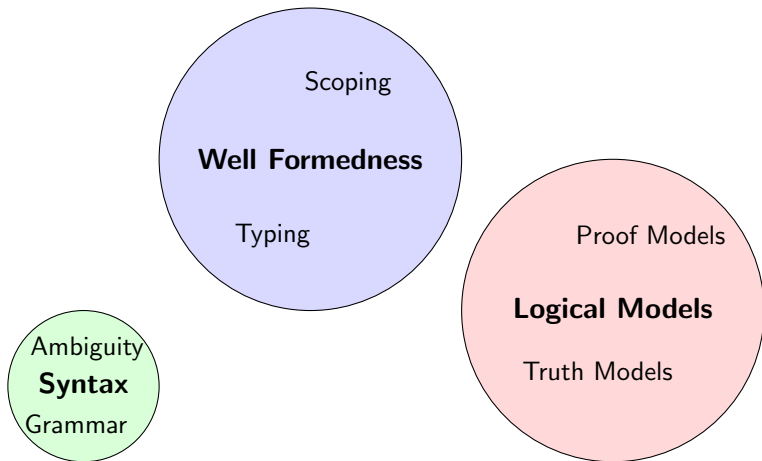 Scoping
Well Formedness
Typing
Proof Models
Logical Models
Truth Models
Ambiguity
Syntax
Grammar